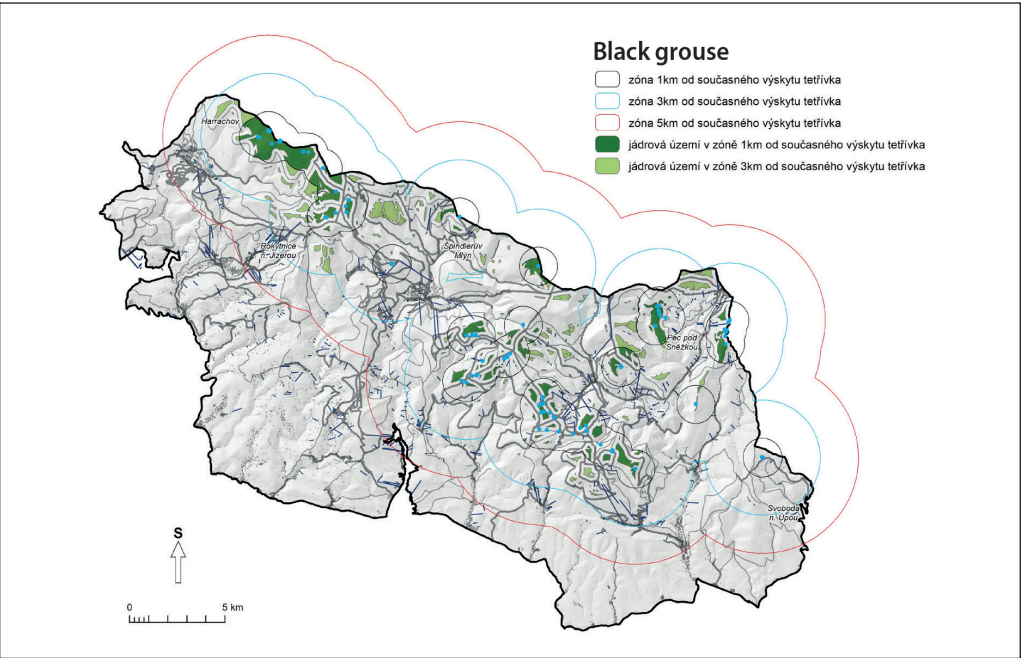 Black grouse
zóna 1km od současného výskytu tetřívka
zóna 3km od současného výskytu tetřívka
zóna 5km od současného výskytu tetřívka
jádrová území v zóně 1km od současného výskytu tetřívka
jádrová území v zóně 3km od současného výskytu tetřívka
Harrachov
Rokytnice
n. Jizerou
Špindlerův
Mlýn
Pec pod
Sněžkou
Svoboda
n. Úpou
S
0 5 km